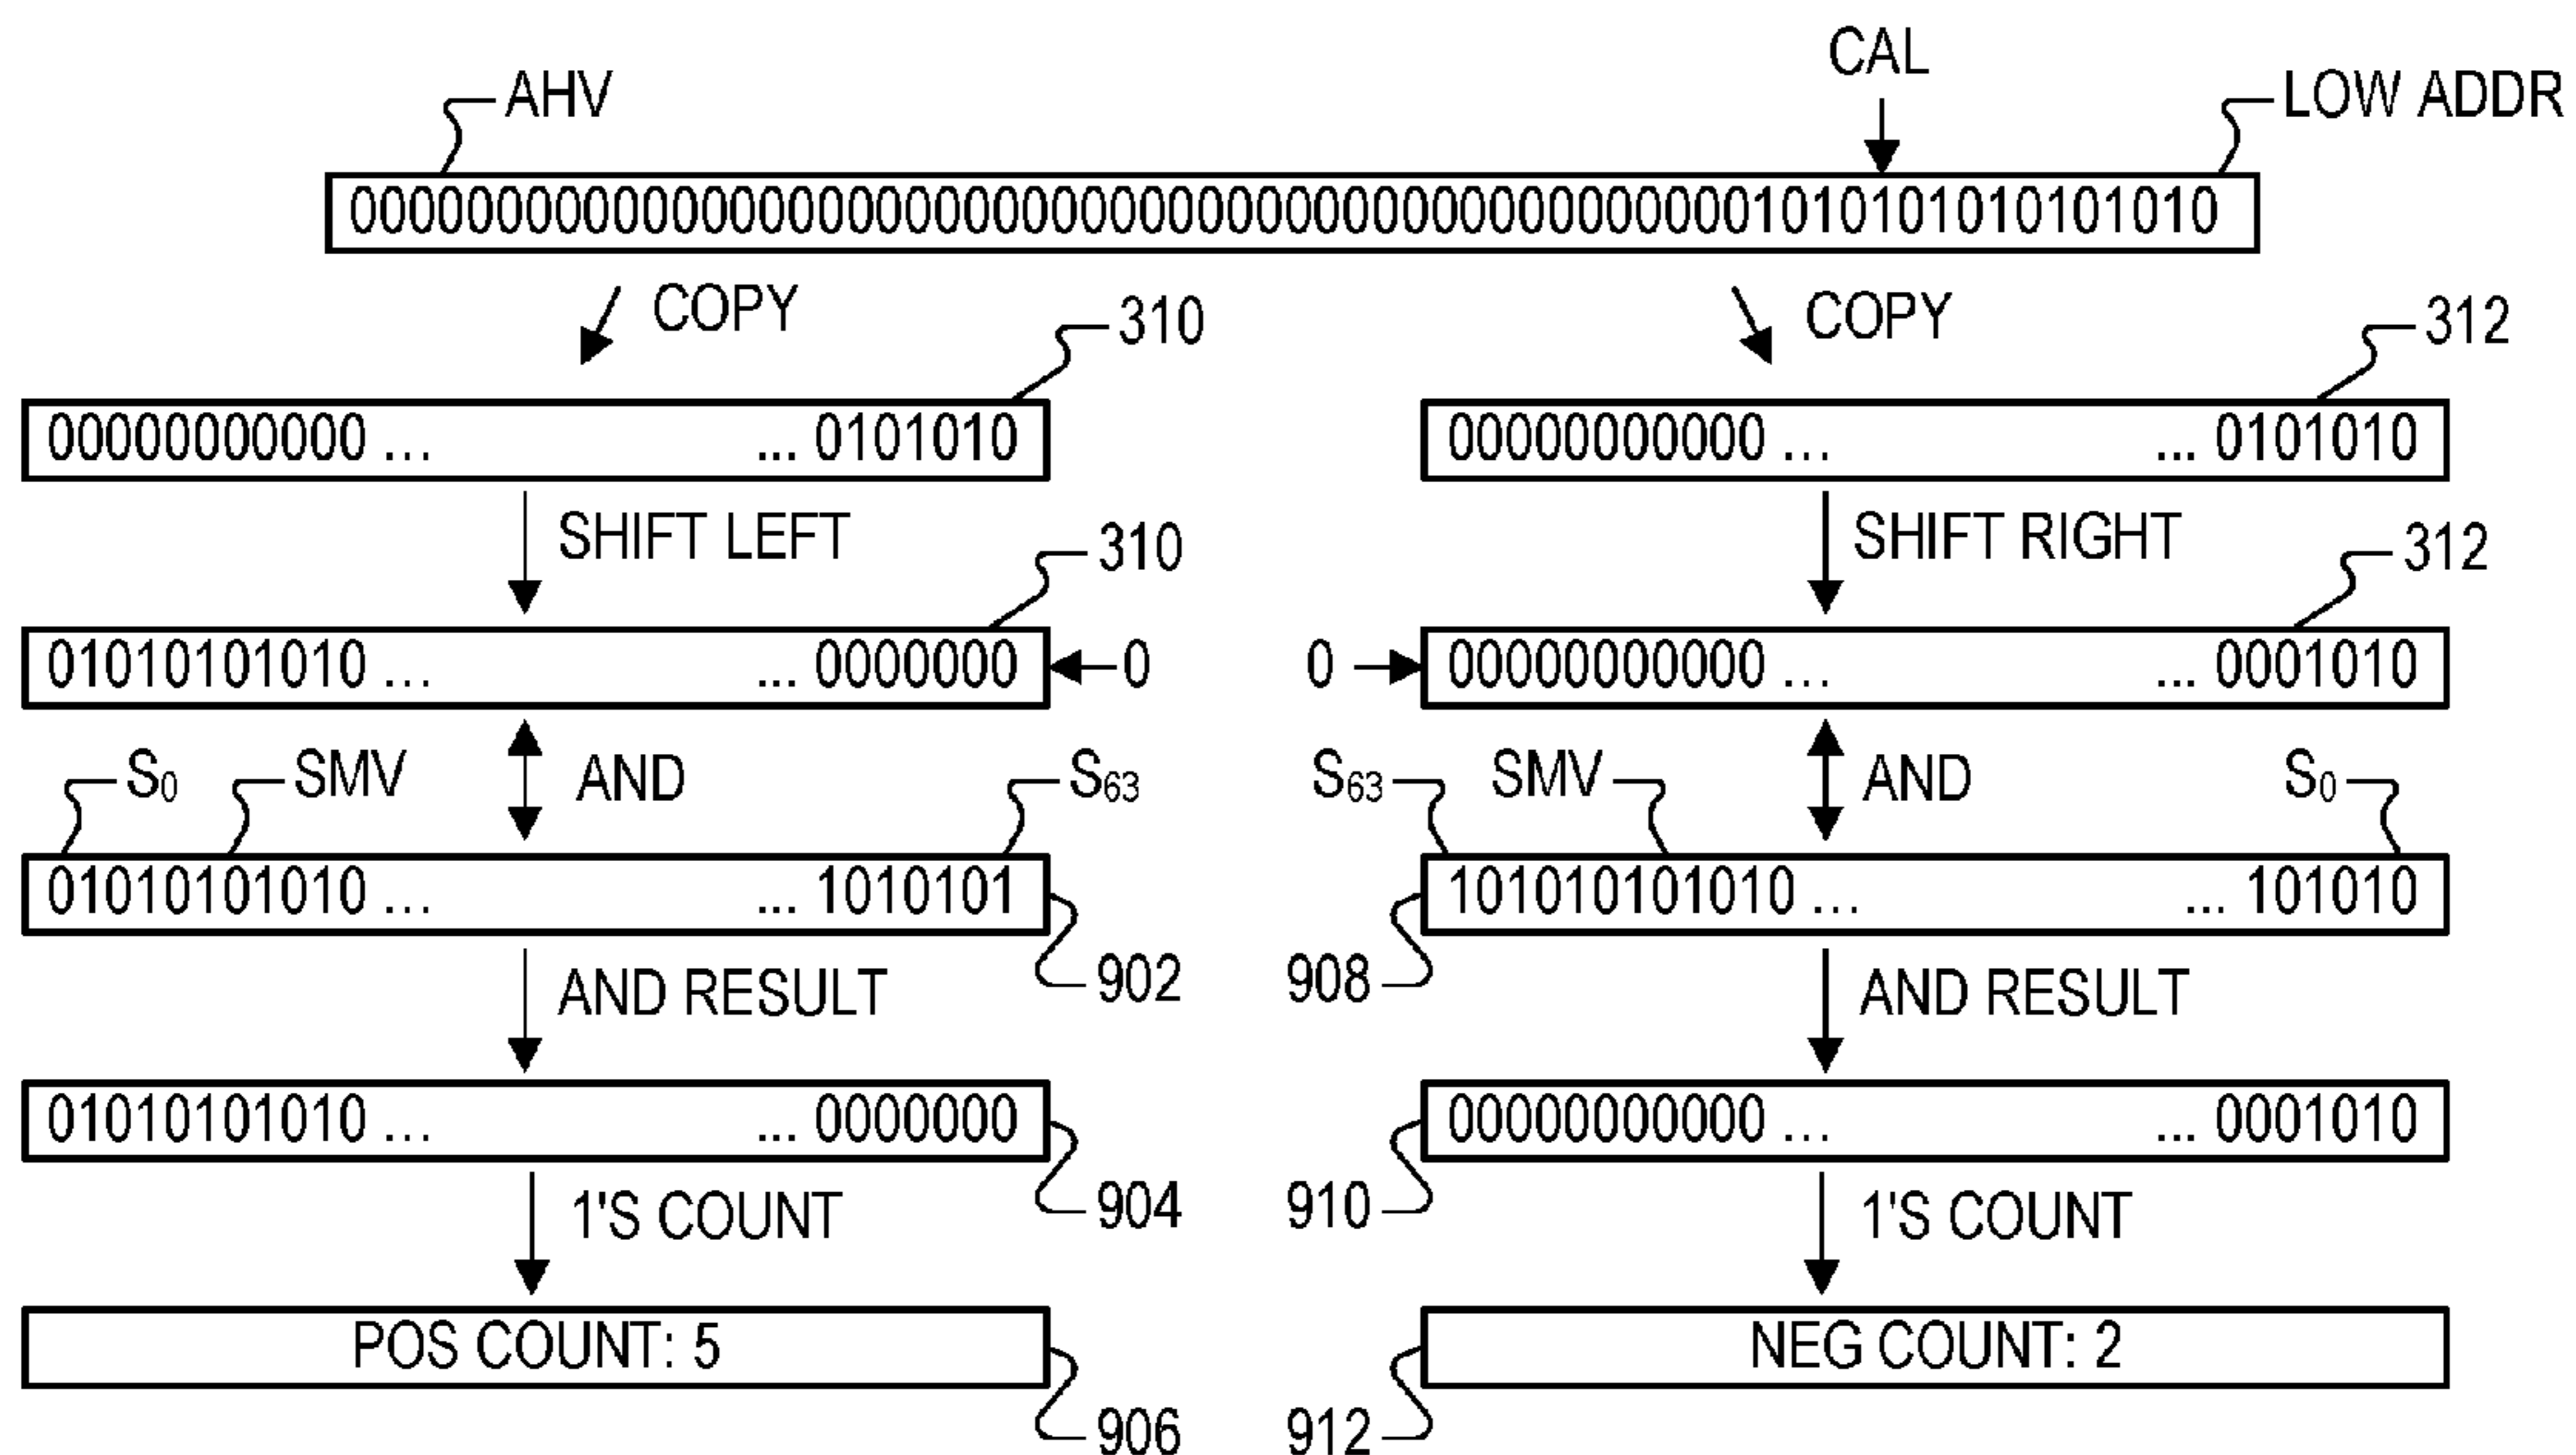 CAL
AHV
LOW ADDR
0000000000000000000000000000000000000000000000001010101010101010
COPY
COPY
310
312
00000000000 ... ... 0101010
00000000000 ... ... 0101010
SHIFT LEFT
310
SHIFT RIGHT
312
01010101010 ... ... 0000000
0
0
00000000000 ... ... 0001010
S0
SMV
AND
S63
S63
SMV
AND
S0
01010101010 ... ... 1010101
101010101010 ... ... 101010
902
908
AND RESULT
AND RESULT
01010101010 ... ... 0000000
00000000000 ... ... 0001010
904
910
1'S COUNT
1'S COUNT
POS COUNT: 5
NEG COUNT: 2
906
912